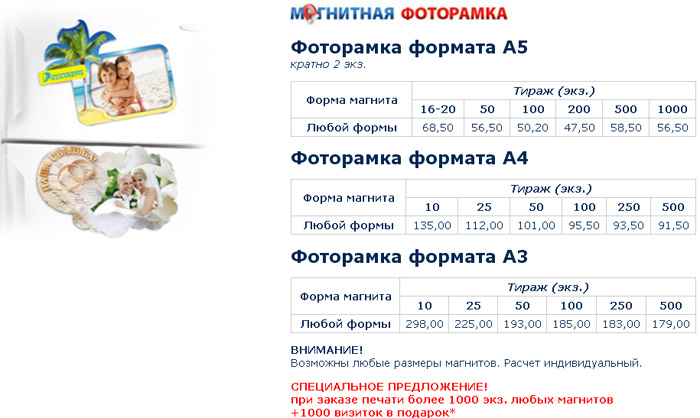 МАГНИТНАЯ ФОТОРАМКА
Фоторамка формата А5
кратно 2 экз.
Форма магнита Тираж (экз.)
16-20 50 100 200 500 1000
Любой формы 68,50 56,50 50,20 47,50 58,50 56,50
Фоторамка формата А4
Форма магнита Тираж (экз.)
10 25 50 100 250 500
Любой формы 135,00 112,00 101,00 95,50 93,50 91,50
Фоторамка формата А3
Форма магнита Тираж (экз.)
10 25 50 100 250 500
Любой формы 298,00 225,00 193,00 185,00 183,00 179,00
ВНИМАНИЕ!
Возможны любые размеры магнитов. Расчет индивидуальный.
СПЕЦИАЛЬНОЕ ПРЕДЛОЖЕНИЕ!
при заказе печати более 1000 экз. любых магнитов
+1000 визиток в подарок*
НАША СВАДЬБА